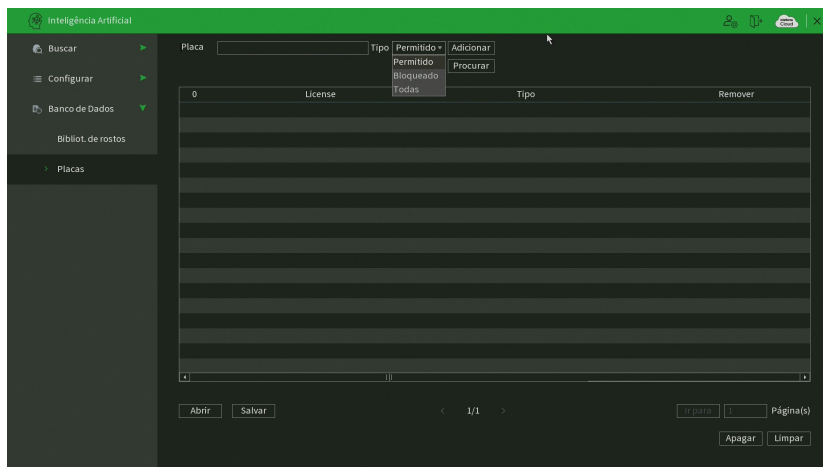 Inteligência Artificial
Buscar
Configurar
Banco de Dados
Bibliot. de rostos
Placas
Placa Tipo Permitido Adicionar
Permitido
Bloqueado
Todas
Procurar
0 License Tipo Remover
Abrir Salvar 1/1 Ir para 1 Página(s)
Apagar Limpar